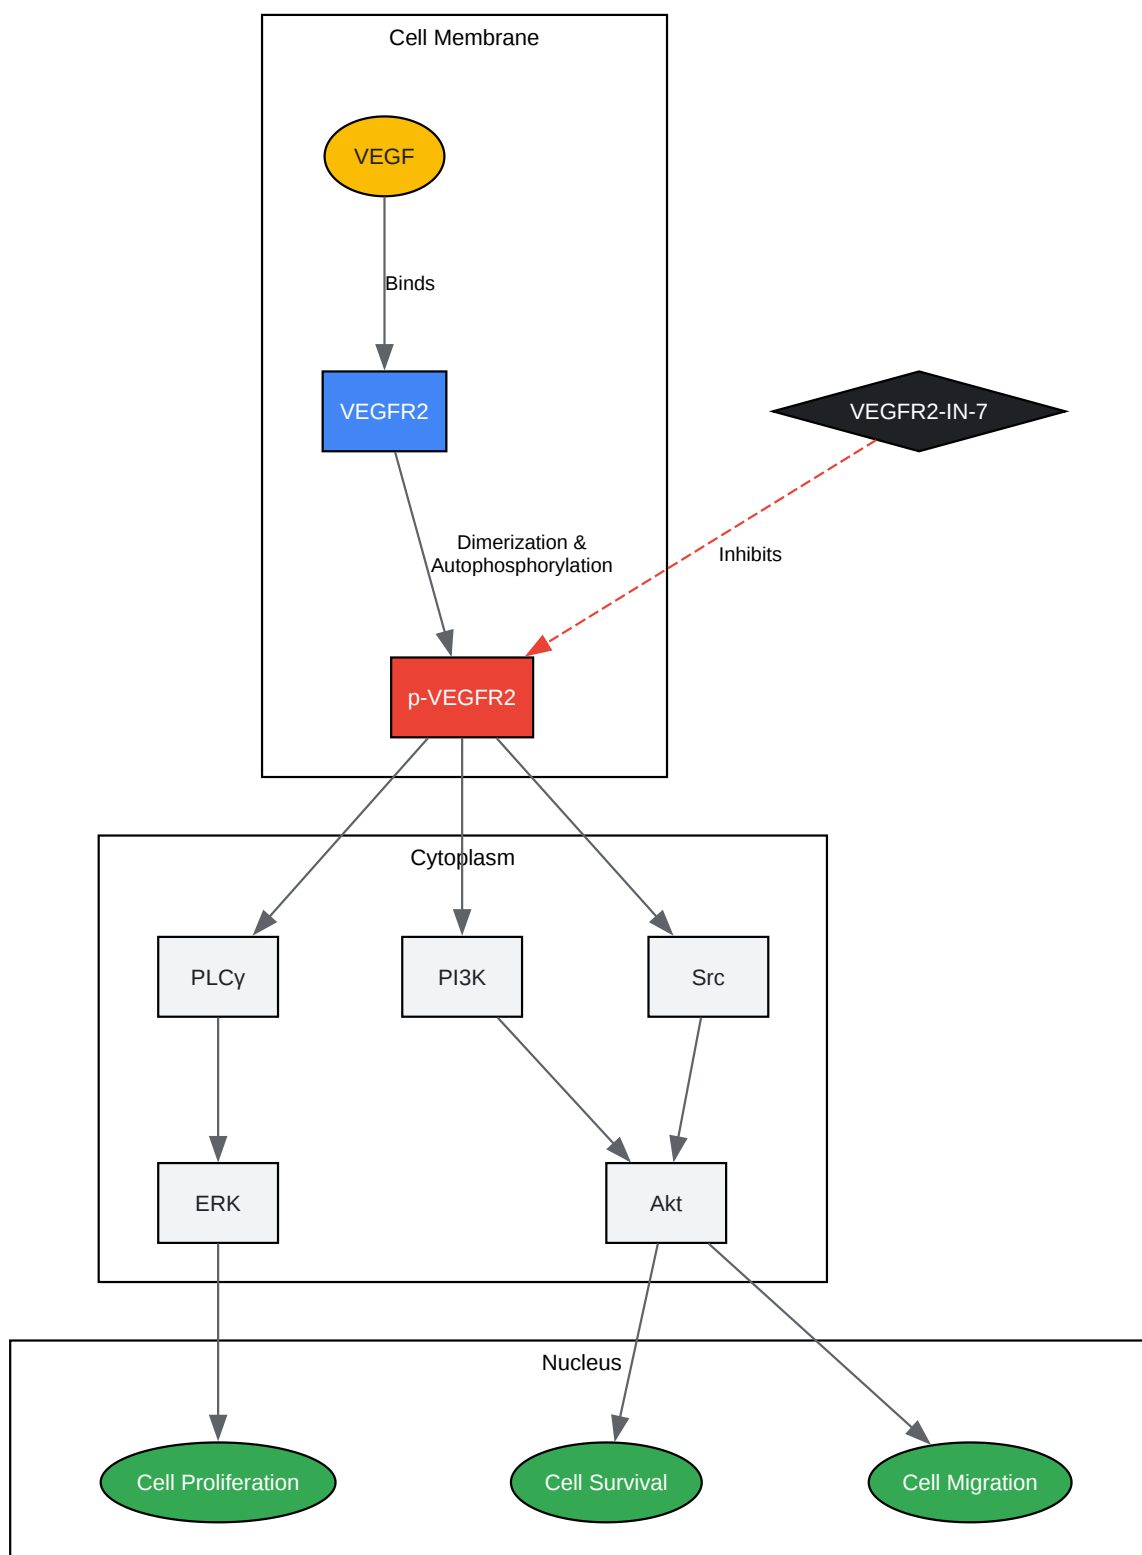 Cell Membrane
VEGF
Binds
VEGFR2
VEGFR2-IN-7
Dimerization &
Autophosphorylation
Inhibits
p-VEGFR2
Cytoplasm
PLCγ
PI3K
Src
ERK
Akt
Nucleus
Cell Proliferation
Cell Survival
Cell Migration